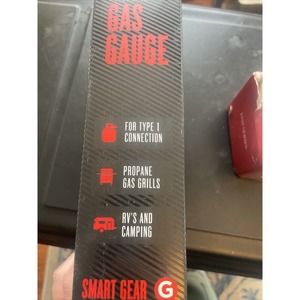 GAS
GAUGE
FOR TYPE 1
CONNECTION
PROPANE
GAS GRILLS
RV'S AND
CAMPING
SMART GEAR G